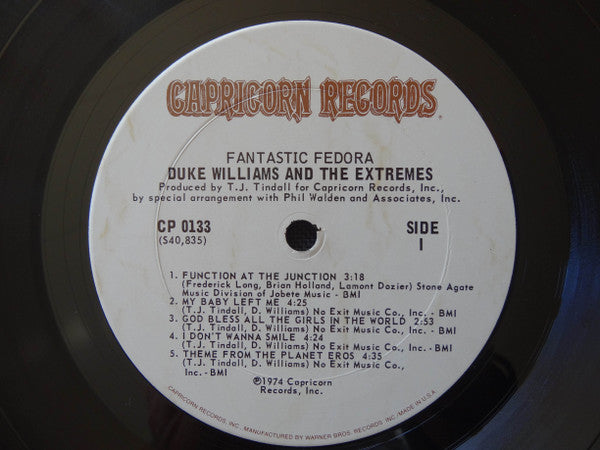 CAPRICORN RECORDS
FANTASTIC FEDORA
DUKE WILLIAMS AND THE EXTREMES
Produced by T.J. Tindall for Capricorn Records, Inc.,
by special arrangement with Phil Walden and Associates, Inc.
CP 0133
(S40,835)
SIDE
I
1. FUNCTION AT THE JUNCTION 3:18
(Frederick Long, Brian Holland, Lamont Dozier) Stone Agate
Music Division of Jobete Music - BMI
2. MY BABY LEFT ME 4:25
(T.J. Tindall, D. Williams) No Exit Music Co., Inc. - BMI
3. GOD BLESS ALL THE GIRLS IN THE WORLD 2:53
(T.J. Tindall, D. Williams) No Exit Music Co., Inc. - BMI
4. I DON'T WANNA SMILE 4:24
(T.J. Tindall, D. Williams) No Exit Music Co., Inc. - BMI
5. THEME FROM THE PLANET EROS 4:35
(T.J. Tindall, D. Williams) No Exit Music Co.,
Inc. - BMI
Ⓟ1974 Capricorn
Records, Inc.
CAPRICORN RECORDS, INC., MANUFACTURED BY WARNER BROS. RECORDS INC./MADE IN U.S.A.